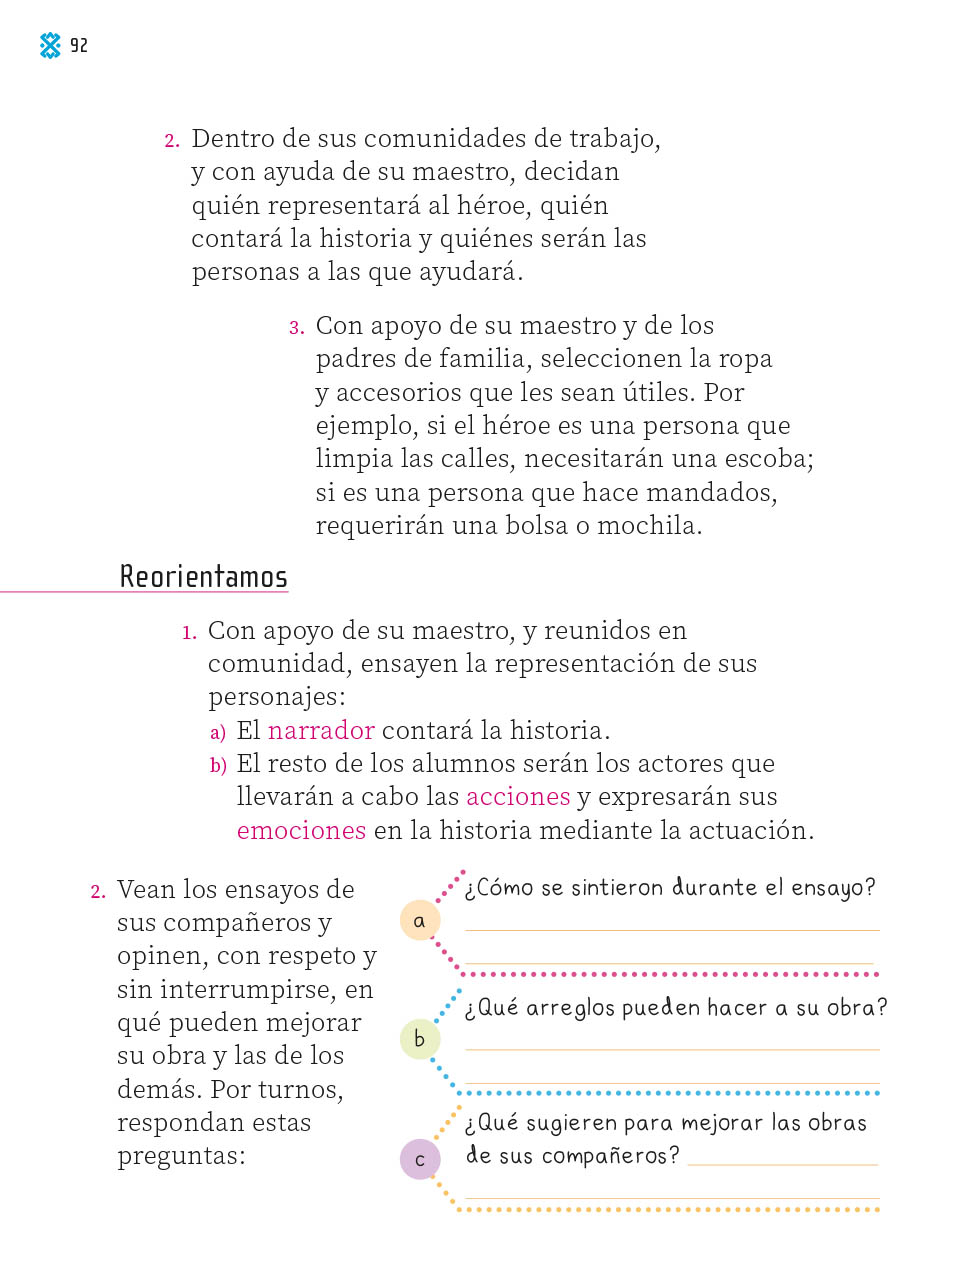 92
2. Dentro de sus comunidades de trabajo,
y con ayuda de su maestro, decidan
quién representará al héroe, quién
contará la historia y quiénes serán las
personas a las que ayudará.
3. Con apoyo de su maestro y de los
padres de familia, seleccionen la ropa
y accesorios que les sean útiles. Por
ejemplo, si el héroe es una persona que
limpia las calles, necesitarán una escoba;
si es una persona que hace mandados,
requerirán una bolsa o mochila.
Reorientamos
1. Con apoyo de su maestro, y reunidos en
comunidad, ensayen la representación de sus
personajes:
a) El narrador contará la historia.
b) El resto de los alumnos serán los actores que
llevarán a cabo las acciones y expresarán sus
emociones en la historia mediante la actuación.
2. Vean los ensayos de
sus compañeros y
opinen, con respeto y
sin interrumpirse, en
qué pueden mejorar
su obra y las de los
demás. Por turnos,
respondan estas
preguntas:
a ¿Cómo se sintieron durante el ensayo?
b ¿Qué arreglos pueden hacer a su obra?
c ¿Qué sugieren para mejorar las obras
de sus compañeros?